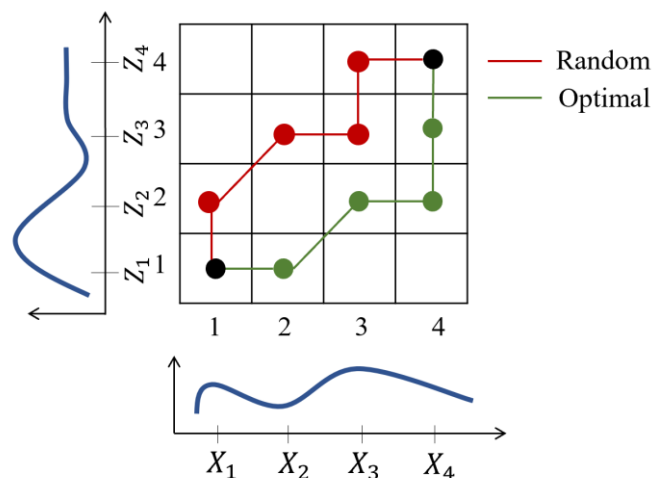 Z₄ 4
Z₃ 3
Z₂ 2
Z₁ 1
1 2 3 4
Random
Optimal
X₁ X₂ X₃ X₄